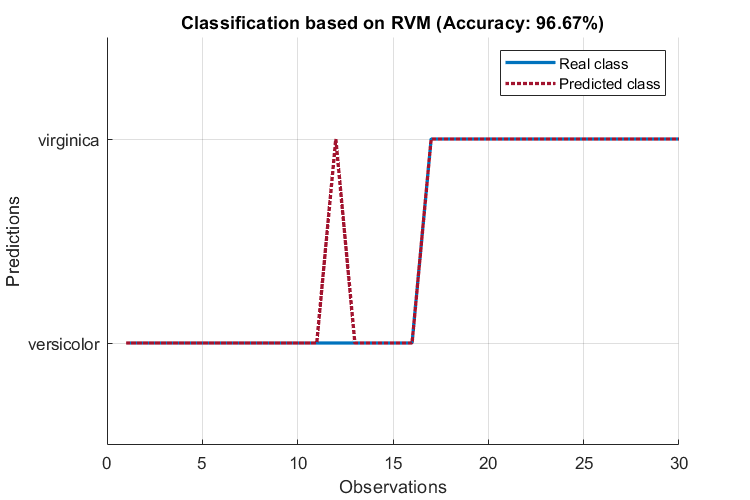 Classification based on RVM (Accuracy: 96.67%)
Real class
Predicted class
virginica
versicolor
Predictions
0 5 10 15 20 25 30
Observations